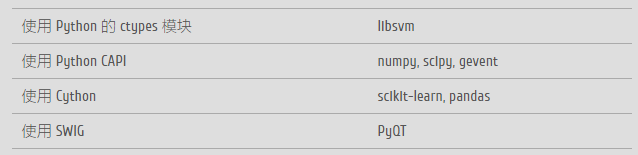 使用 Python 的 ctypes 模块 libsvm
使用 Python CAPI numpy, scipy, gevent
使用 Cython scikit-learn, pandas
使用 SWIG PyQT